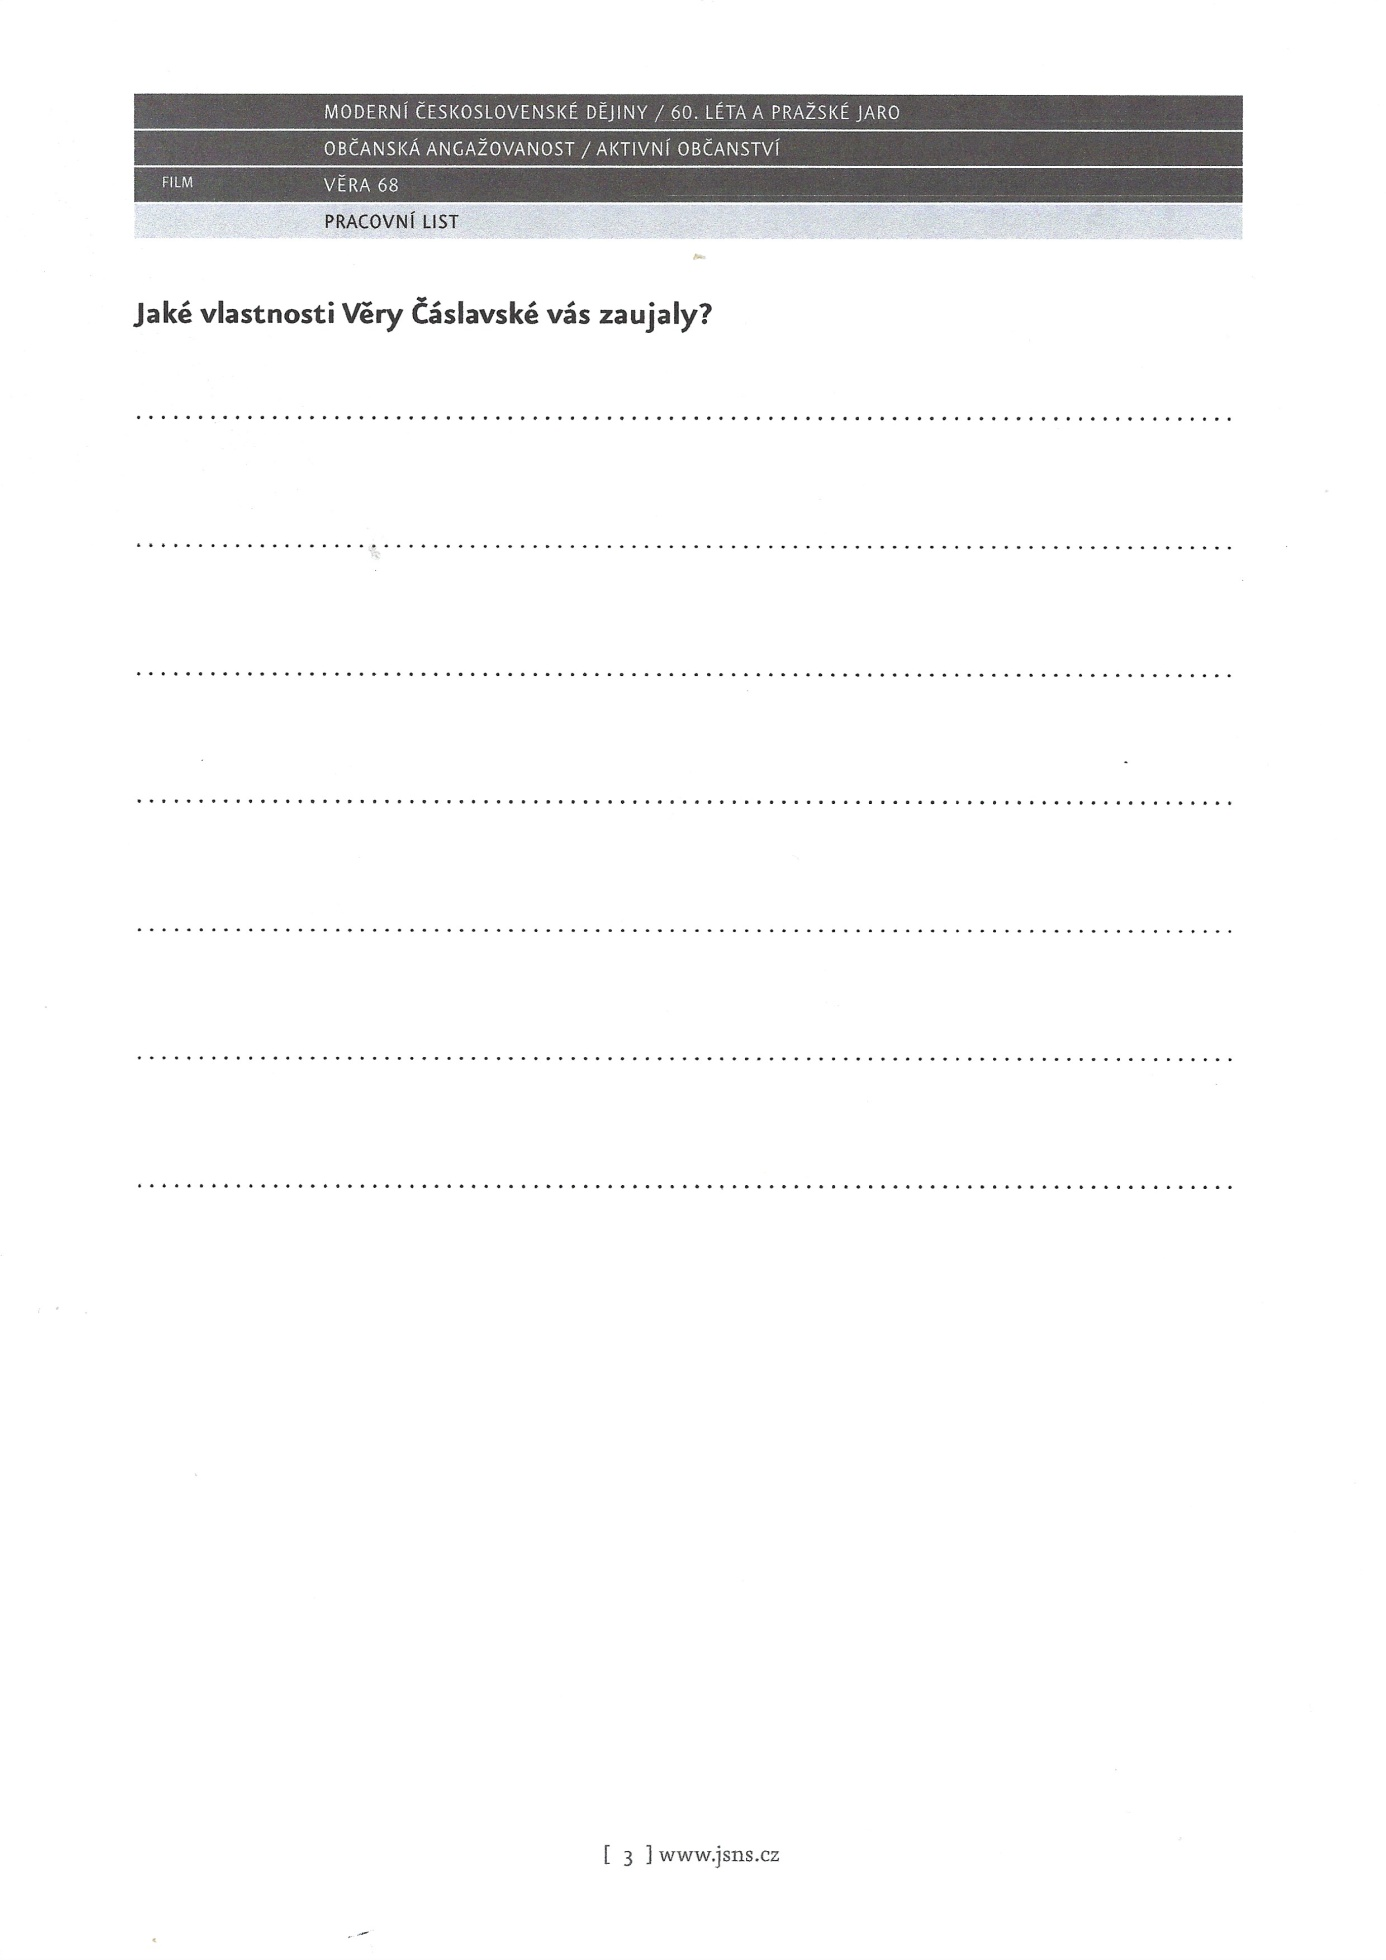 MODERNÍ ČESKOSLOVENSKÉ DĚJINY / 60. LÉTA A PRAŽSKÉ JARO
OBČANSKÁ ANGAŽOVANOST / AKTIVNÍ OBČANSTVÍ
FILM VĚRA 68
PRACOVNÍ LIST
Jaké vlastnosti Věry Čáslavské vás zaujaly?
[ 3 ] www.jsns.cz